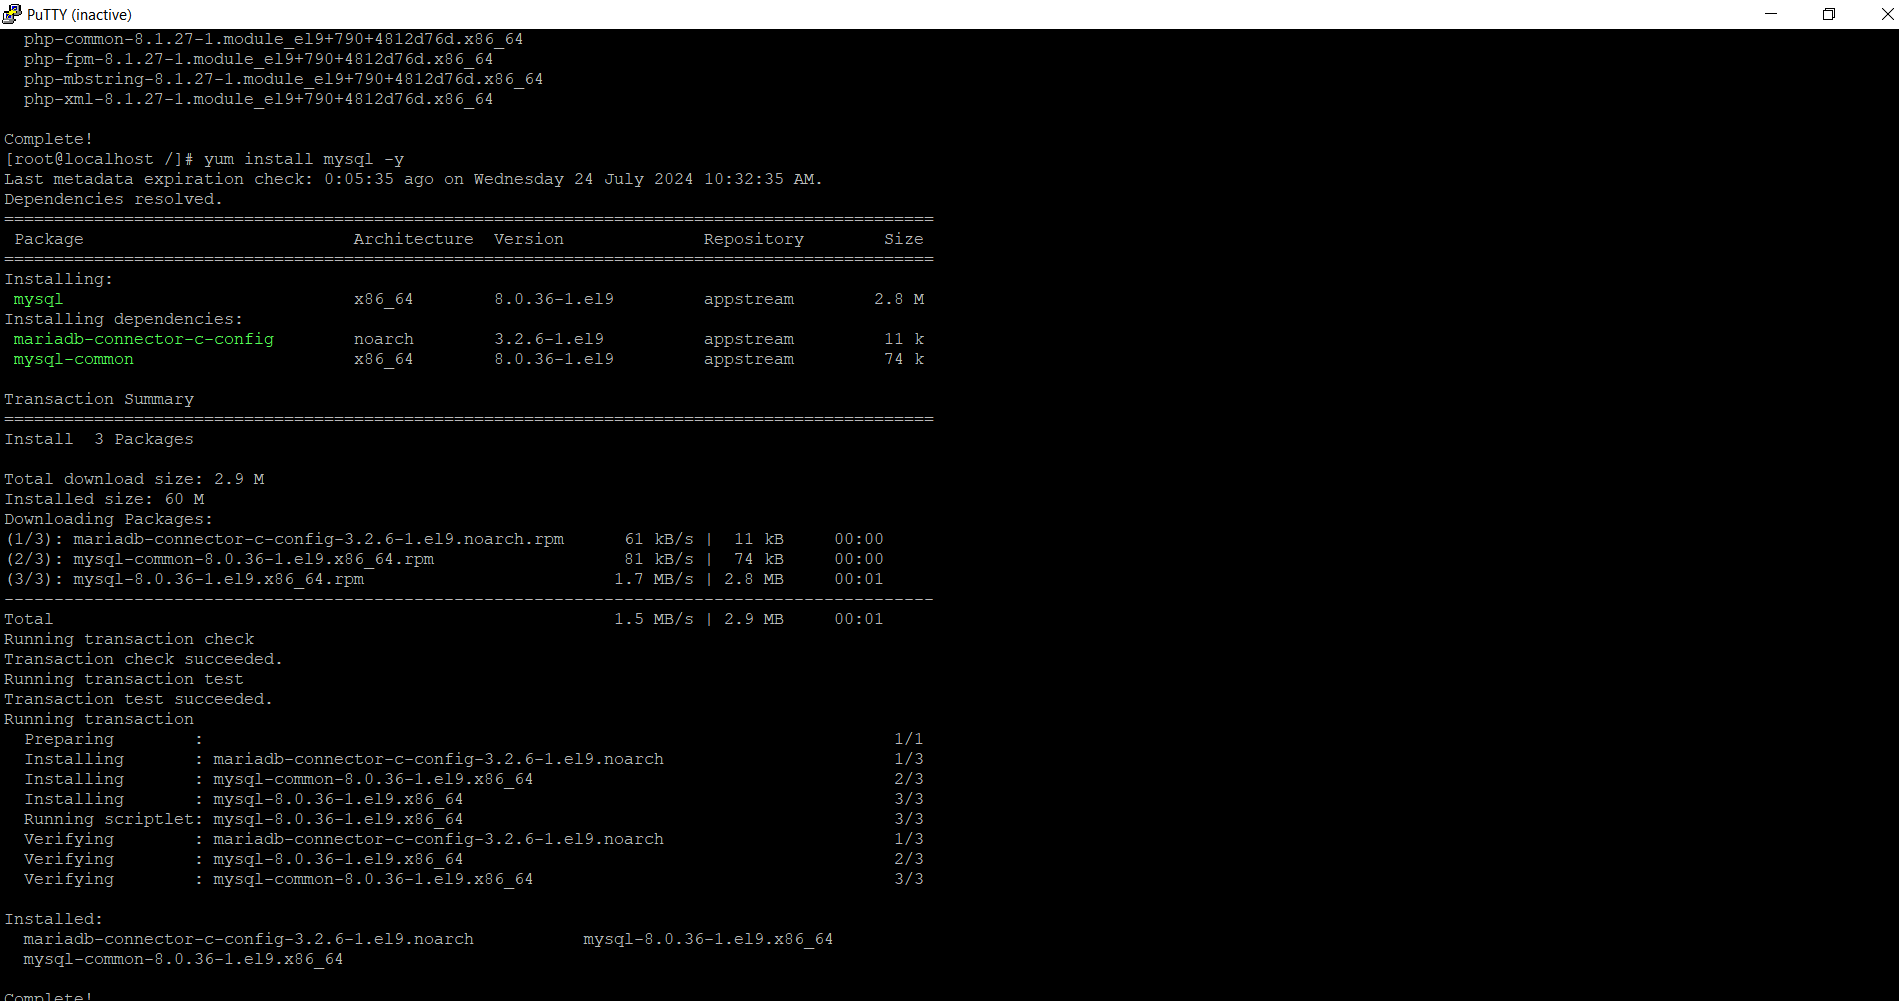 PuTTY (inactive)
php-common-8.1.27-1.module_el9+790+4812d76d.x86_64
php-fpm-8.1.27-1.module_el9+790+4812d76d.x86_64
php-mbstring-8.1.27-1.module_el9+790+4812d76d.x86_64
php-xml-8.1.27-1.module_el9+790+4812d76d.x86_64
Complete!
[root@localhost /]# yum install mysql -y
Last metadata expiration check: 0:05:35 ago on Wednesday 24 July 2024 10:32:35 AM.
Dependencies resolved.
=============================================================================================
Package Architecture Version Repository Size
=============================================================================================
Installing:
mysql x86_64 8.0.36-1.el9 appstream 2.8 M
Installing dependencies:
mariadb-connector-c-config noarch 3.2.6-1.el9 appstream 11 k
mysql-common x86_64 8.0.36-1.el9 appstream 74 k
Transaction Summary
=============================================================================================
Install 3 Packages
Total download size: 2.9 M
Installed size: 60 M
Downloading Packages:
(1/3): mariadb-connector-c-config-3.2.6-1.el9.noarch.rpm 61 kB/s | 11 kB 00:00
(2/3): mysql-common-8.0.36-1.el9.x86_64.rpm 81 kB/s | 74 kB 00:00
(3/3): mysql-8.0.36-1.el9.x86_64.rpm 1.7 MB/s | 2.8 MB 00:01
---------------------------------------------------------------------------------------------
Total 1.5 MB/s | 2.9 MB 00:01
Running transaction check
Transaction check succeeded.
Running transaction test
Transaction test succeeded.
Running transaction
Preparing : 1/1
Installing : mariadb-connector-c-config-3.2.6-1.el9.noarch 1/3
Installing : mysql-common-8.0.36-1.el9.x86_64 2/3
Installing : mysql-8.0.36-1.el9.x86_64 3/3
Running scriptlet: mysql-8.0.36-1.el9.x86_64 3/3
Verifying : mariadb-connector-c-config-3.2.6-1.el9.noarch 1/3
Verifying : mysql-8.0.36-1.el9.x86_64 2/3
Verifying : mysql-common-8.0.36-1.el9.x86_64 3/3
Installed:
mariadb-connector-c-config-3.2.6-1.el9.noarch mysql-8.0.36-1.el9.x86_64
mysql-common-8.0.36-1.el9.x86_64
Complete!